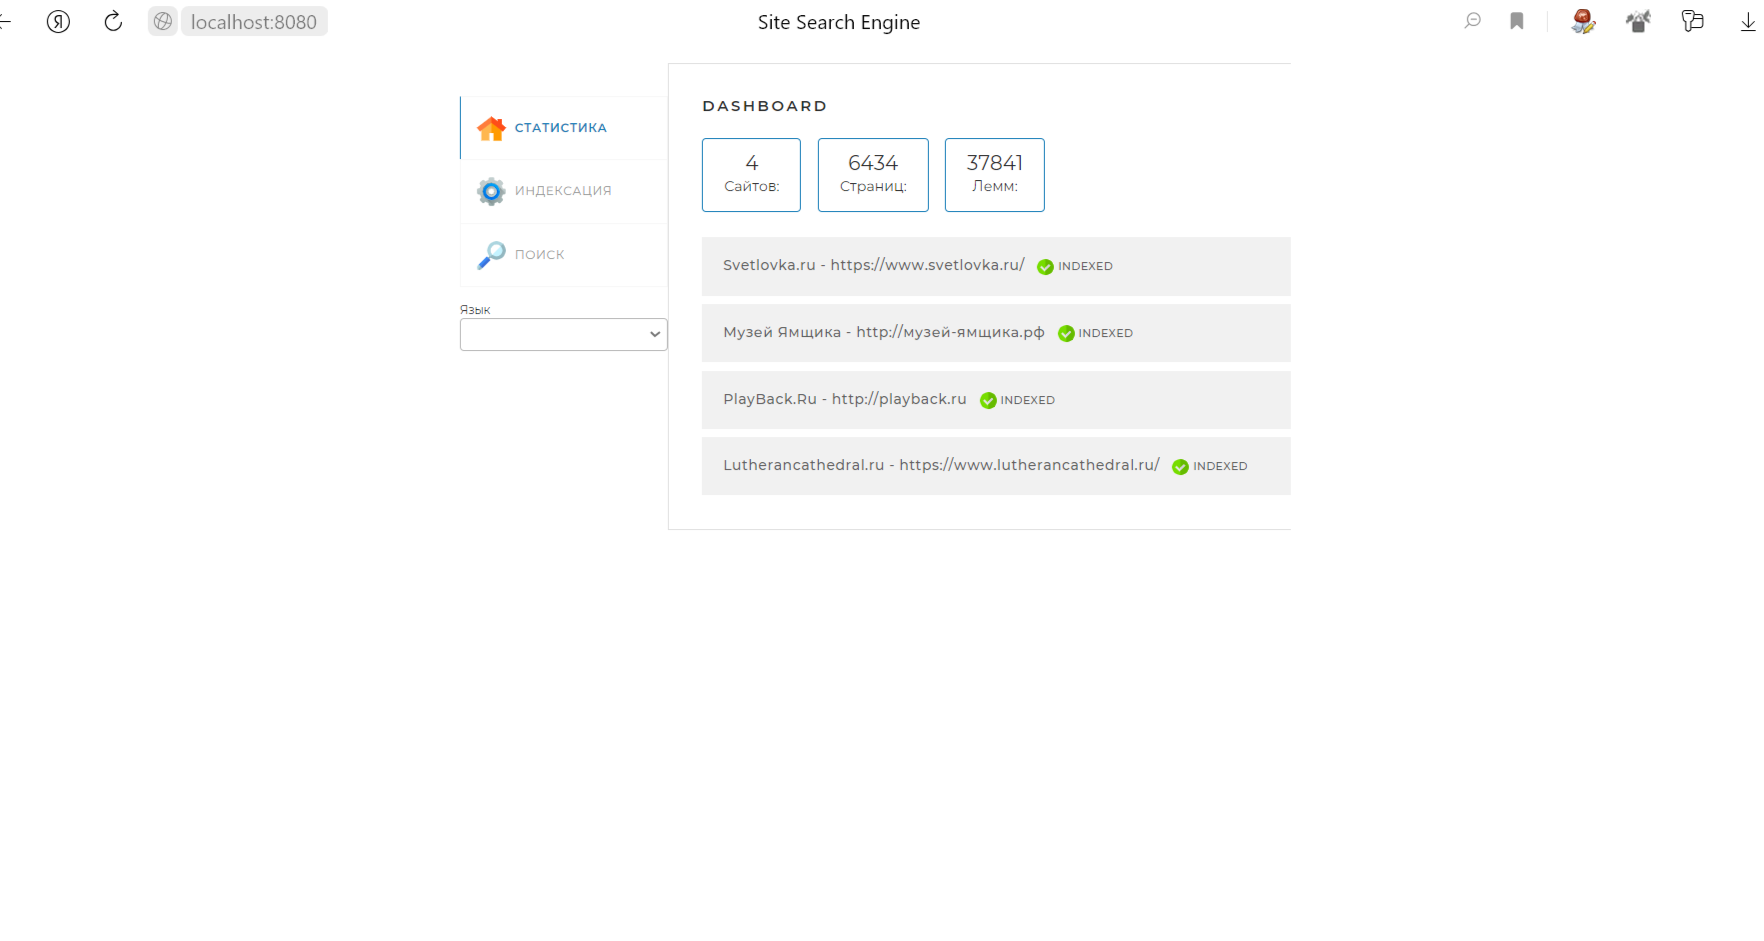 localhost:8080
Site Search Engine
СТАТИСТИКА
ИНДЕКСАЦИЯ
ПОИСК
Язык
DASHBOARD
4
Сайтов:
6434
Страниц:
37841
Лемм:
Svetlovka.ru - https://www.svetlovka.ru/ INDEXED
Музей Ямщика - http://музей-ямщика.рф INDEXED
PlayBack.Ru - http://playback.ru INDEXED
Lutherancathedral.ru - https://www.lutherancathedral.ru/ INDEXED